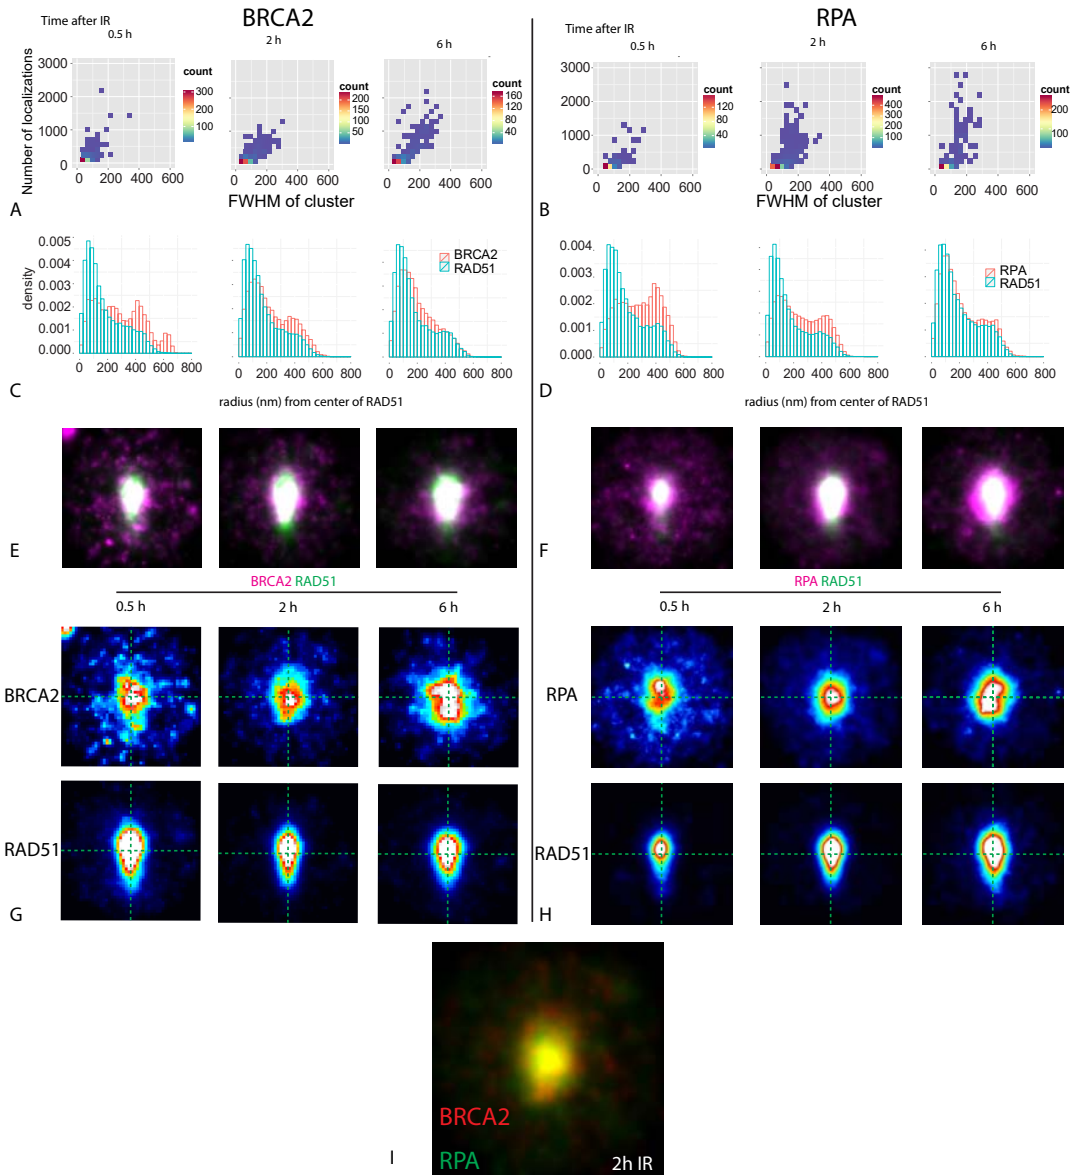 BRCA2
RPA
Time after IR
0.5 h
2 h
6 h
Time after IR
0.5 h
2 h
6 h
Number of localizations
3000
2000
1000
0
count
300
200
100
count
200
150
100
50
count
160
120
80
40
0 200 400 600
0 200 400 600
0 200 400 600
FWHM of cluster
A
3000
2000
1000
0
count
120
80
40
count
500
400
300
100
count
200
100
0 200 400 600
0 200 400 600
0 200 400 600
FWHM of cluster
B
density
0.005
0.004
0.003
0.002
0.001
0.000
BRCA2
RAD51
0 200 400 600 800
0 200 400 600 800
0 200 400 600 800
radius (nm) from center of RAD51
C
0.004
0.003
0.002
0.001
0.000
RPA
RAD51
0 200 400 600 800
0 200 400 600 800
0 200 400 600 800
radius (nm) from center of RAD51
D
E
F
BRCA2 RAD51
RPA RAD51
0.5 h
2 h
6 h
0.5 h
2 h
6 h
BRCA2
RPA
RAD51
RAD51
G
H
BRCA2
RPA
2h IR
I